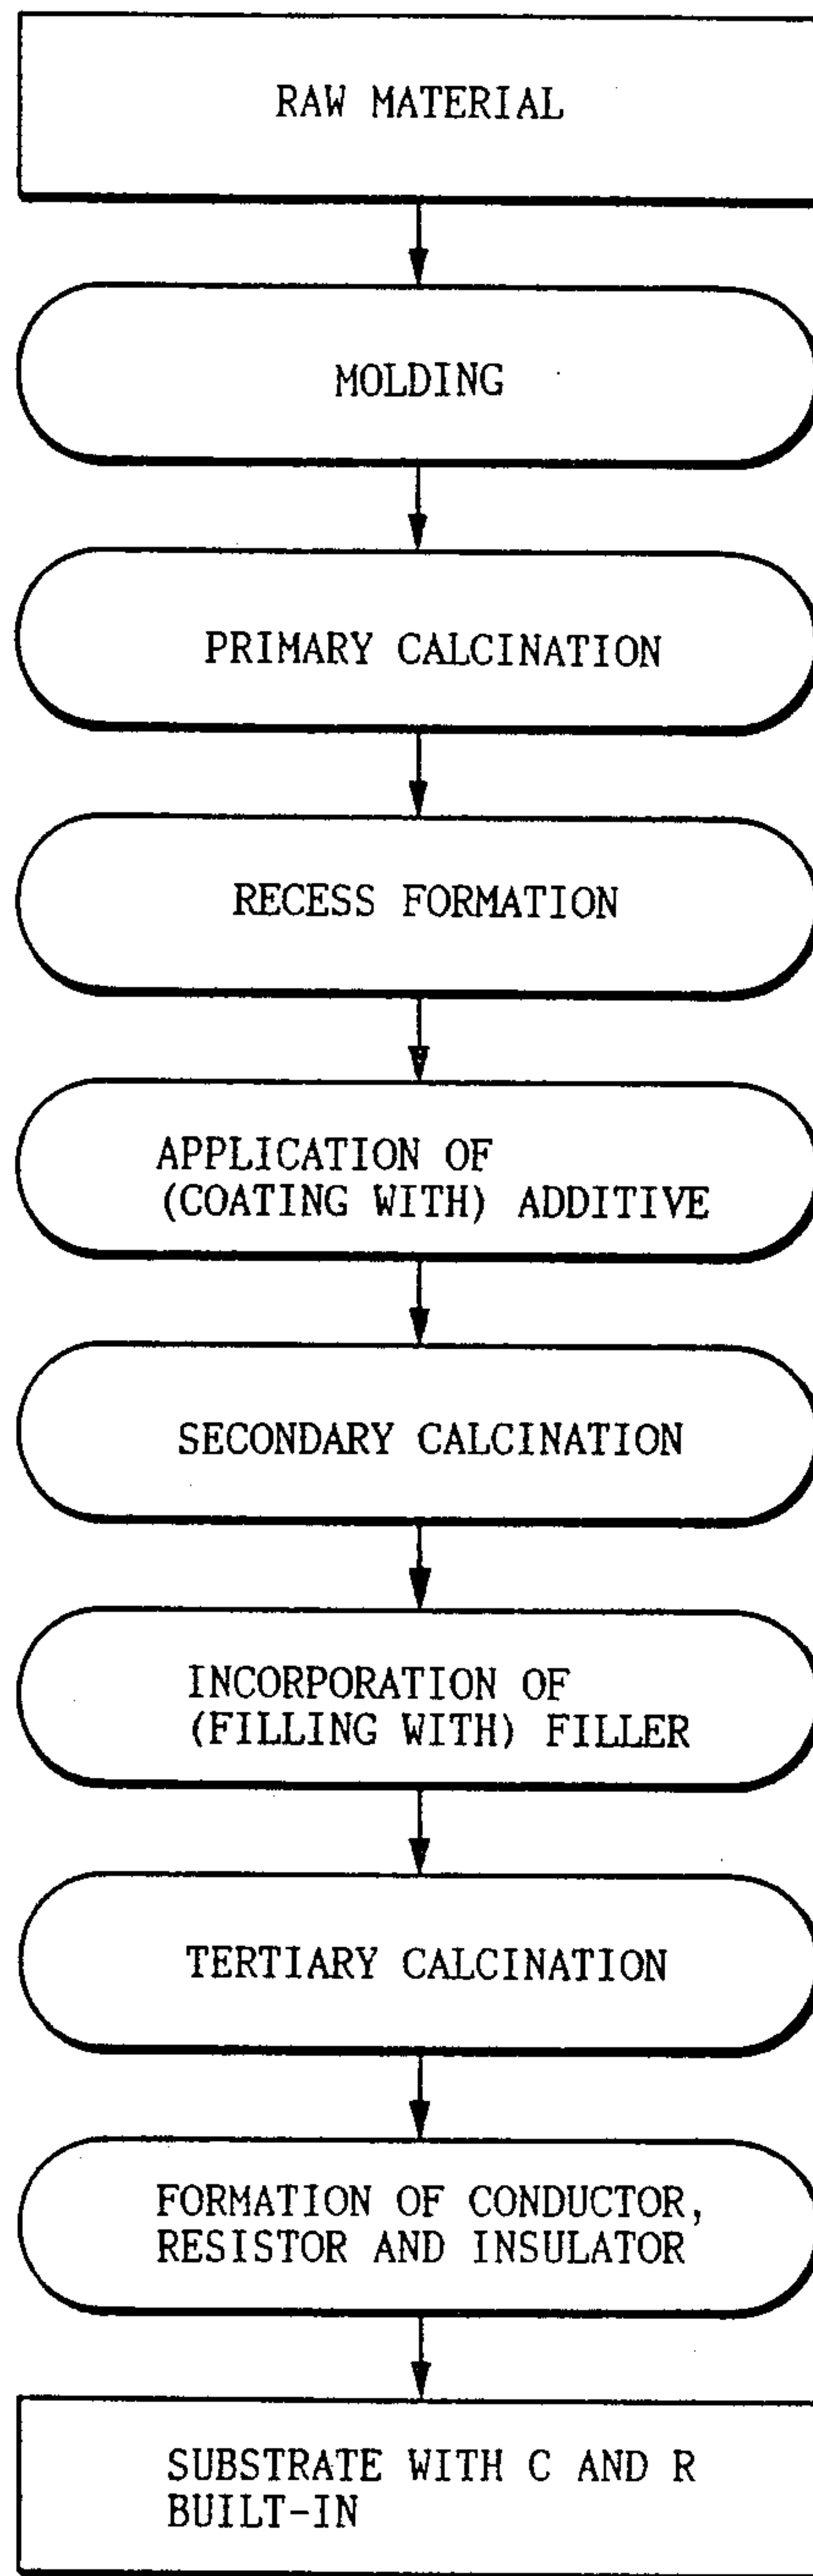 RAW MATERIAL
MOLDING
PRIMARY CALCINATION
RECESS FORMATION
APPLICATION OF
(COATING WITH) ADDITIVE
SECONDARY CALCINATION
INCORPORATION OF
(FILLING WITH) FILLER
TERTIARY CALCINATION
FORMATION OF CONDUCTOR,
RESISTOR AND INSULATOR
SUBSTRATE WITH C AND R
BUILT-IN